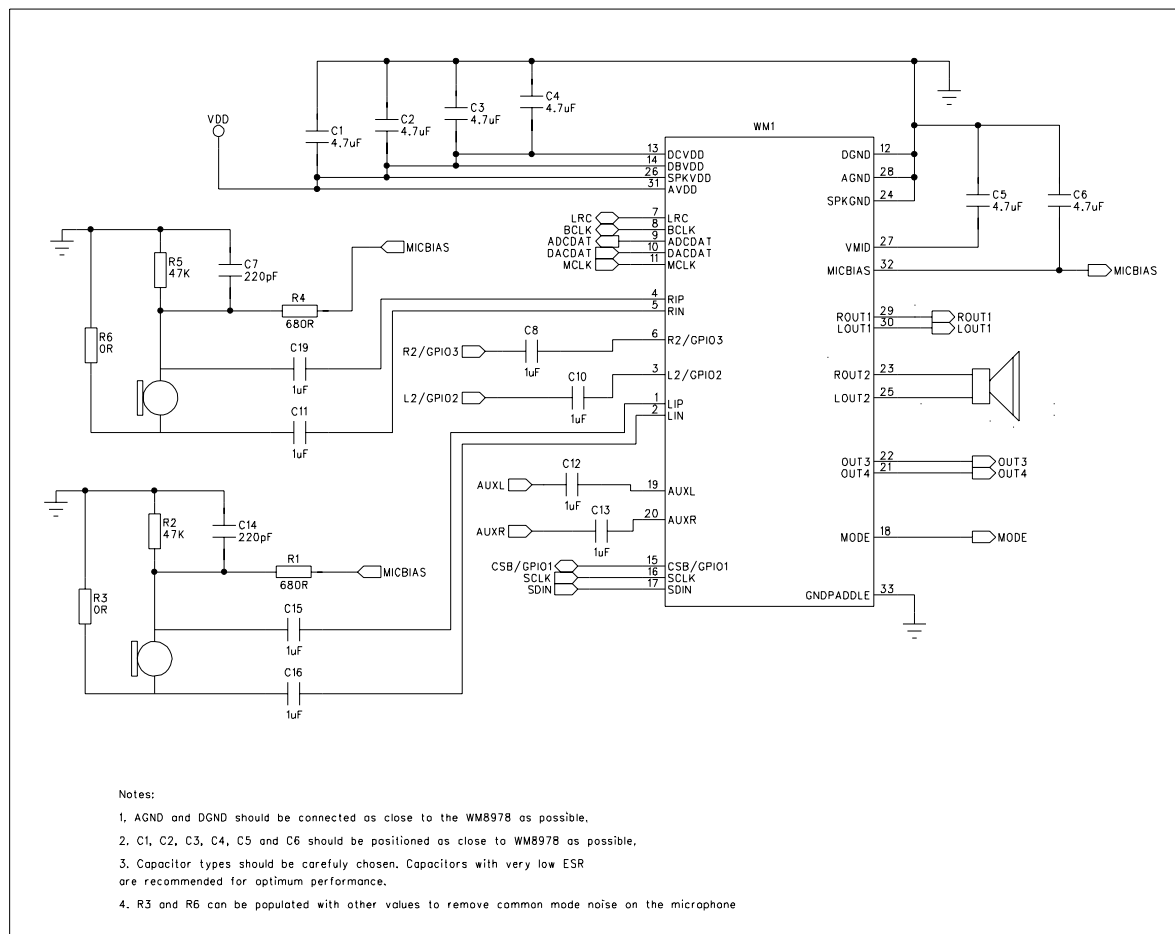 C4
4.7uF
C3
4.7uF
C2
4.7uF
C1
4.7uF
VDD
WM1
13 DCVDD
14 DBVDD
26 SPKVDD
31 AVDD
DGND 12
AGND 28
SPKGND 24
C5
4.7uF
C6
4.7uF
VMID 27
MICBIAS 32 MICBIAS
LRC 7 LRC
BCLK 8 BCLK
ADCDAT 9 ADCDAT
DACDAT 10 DACDAT
MCLK 11 MCLK
R5
47K
C7
220pF
MICBIAS
R4
680R
4 RIP
5 RIN
R6
0R
C19
1uF
C11
1uF
R2/GPIO3
C8
1uF
6 R2/GPIO3
L2/GPIO2
C10
1uF
3 L2/GPIO2
1 LIP
2 LIN
ROUT1 29 ROUT1
LOUT1 30 LOUT1
ROUT2 23
LOUT2 25
AUXL
C12
1uF
19 AUXL
AUXR
C13
1uF
20 AUXR
OUT3 22 OUT3
OUT4 21 OUT4
MODE 18 MODE
CSB/GPIO1 15 CSB/GPIO1
SCLK 16 SCLK
SDIN 17 SDIN
GNDPADDLE 33
R2
47K
C14
220pF
R1
680R
MICBIAS
R3
0R
C15
1uF
C16
1uF
Notes:
1. AGND and DGND should be connected as close to the WM8978 as possible.
2. C1, C2, C3, C4, C5 and C6 should be positioned as close to WM8978 as possible.
3. Capacitor types should be carefuly chosen. Capacitors with very low ESR
are recommended for optimum performance.
4. R3 and R6 can be populated with other values to remove common mode noise on the microphone